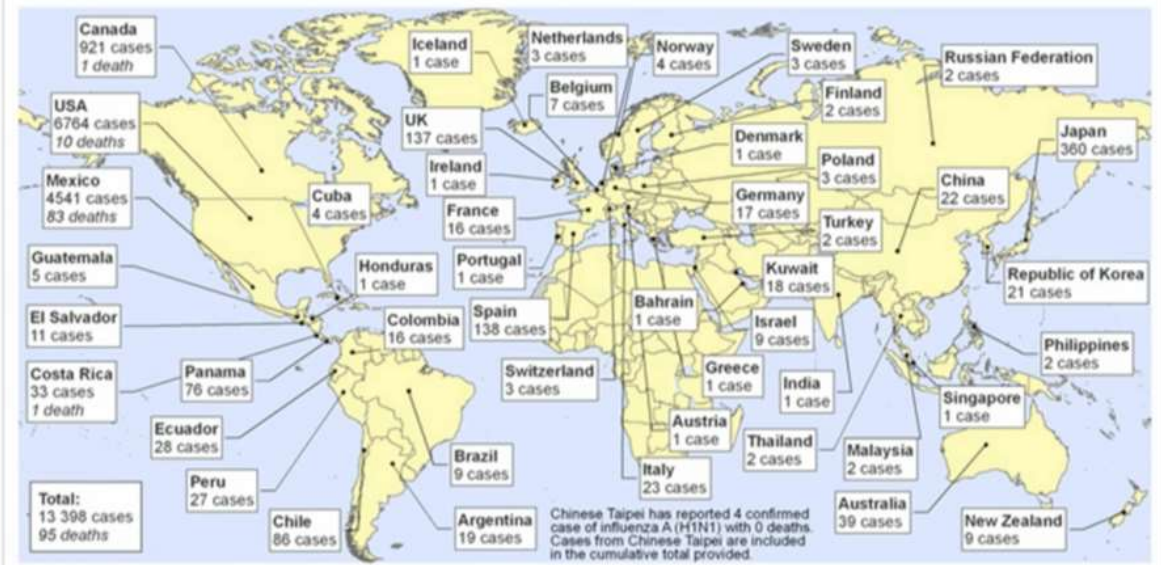 Canada
921 cases
1 death
Iceland
1 case
Netherlands
3 cases
Norway
4 cases
Sweden
3 cases
Russian Federation
2 cases
USA
6764 cases
10 deaths
Belgium
7 cases
Finland
2 cases
UK
137 cases
Denmark
1 case
Japan
360 cases
Mexico
4541 cases
83 deaths
Ireland
1 case
Poland
3 cases
China
22 cases
Cuba
4 cases
Germany
17 cases
France
16 cases
Turkey
2 cases
Guatemala
5 cases
Honduras
1 case
Portugal
1 case
Kuwait
18 cases
Republic of Korea
21 cases
El Salvador
11 cases
Colombia
16 cases
Spain
138 cases
Bahrain
1 case
Israel
9 cases
Philippines
2 cases
Costa Rica
33 cases
1 death
Panama
76 cases
Switzerland
3 cases
Greece
1 case
India
1 case
Singapore
1 case
Ecuador
28 cases
Austria
1 case
Thailand
2 cases
Malaysia
2 cases
Brazil
9 cases
Peru
27 cases
Italy
23 cases
Total:
13 398 cases
95 deaths
Australia
39 cases
Chile
86 cases
Argentina
19 cases
New Zealand
9 cases
Chinese Taipei has reported 4 confirmed
case of influenza A (H1N1) with 0 deaths.
Cases from Chinese Taipei are included
in the cumulative total provided.